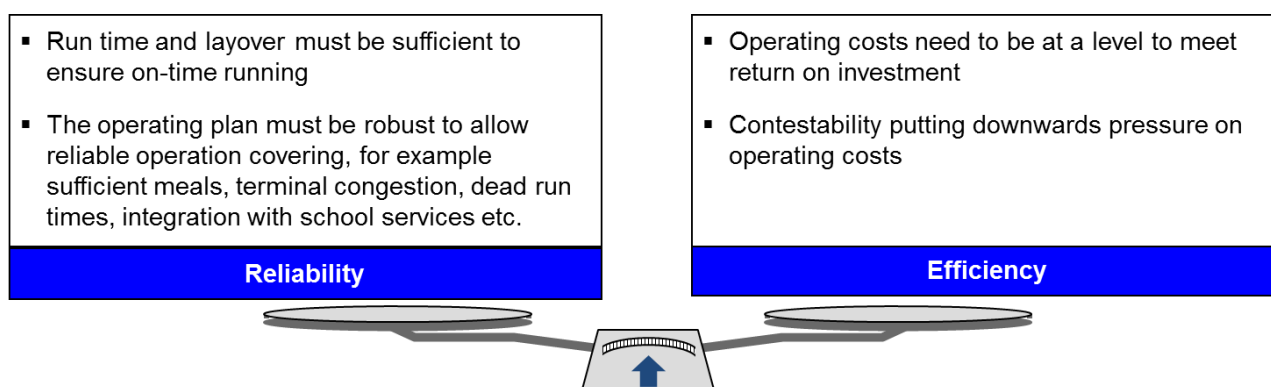 ▪ Run time and layover must be sufficient to
ensure on-time running
▪ The operating plan must be robust to allow
reliable operation covering, for example
sufficient meals, terminal congestion, dead run
times, integration with school services etc.
Reliability
▪ Operating costs need to be at a level to meet
return on investment
▪ Contestability putting downwards pressure on
operating costs
Efficiency